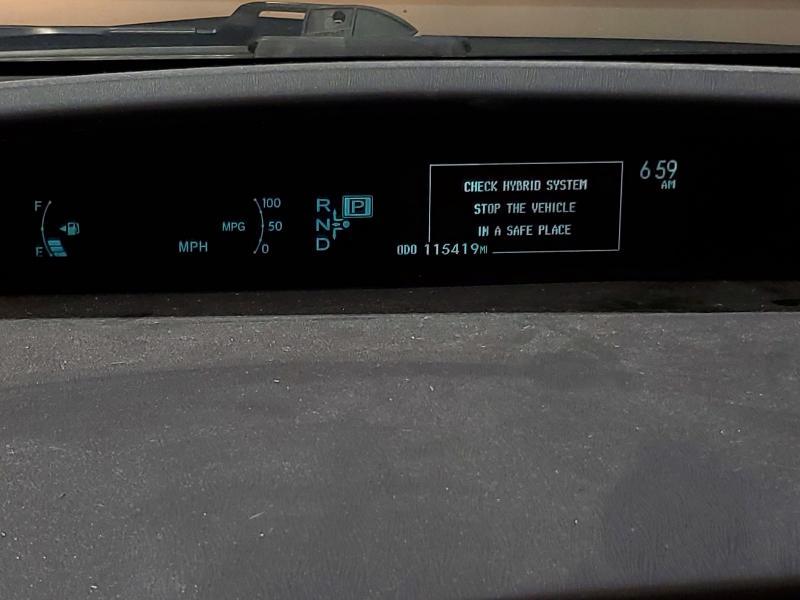 F
E
MPH
MPG
100
50
0
R
N
D
P
CHECK HYBRID SYSTEM
STOP THE VEHICLE
IN A SAFE PLACE
ODO 115419MI
6 59
AM